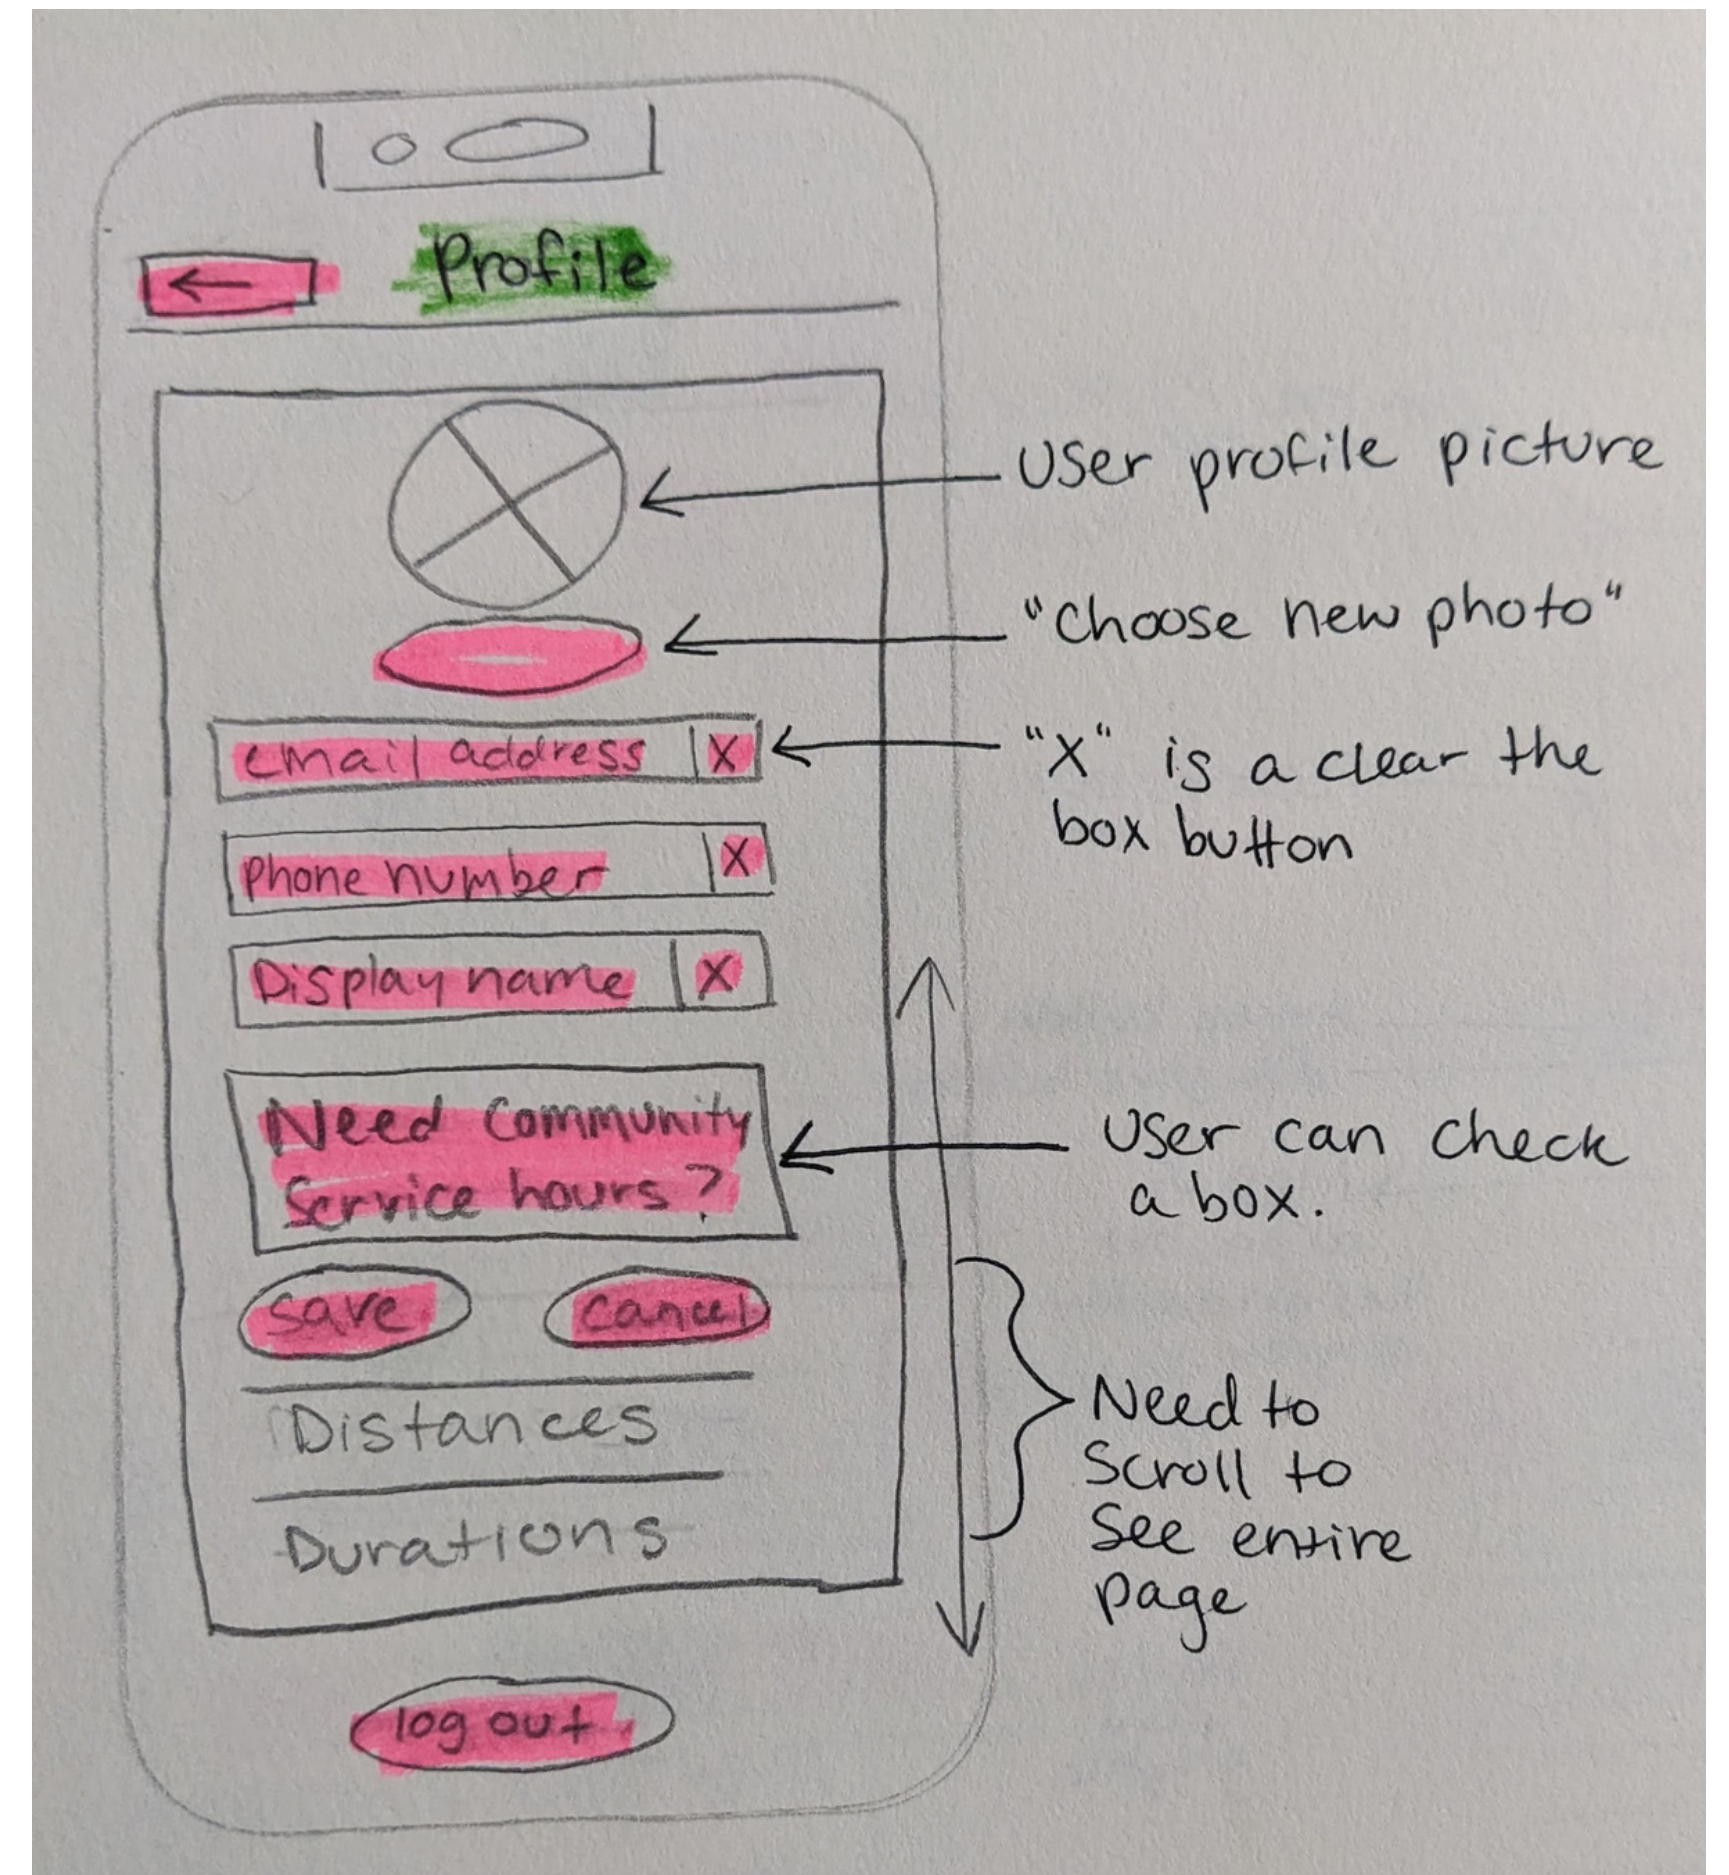 ←
Profile
User profile picture
"Choose new photo"
email address X
"X" is a clear the
box button
phone number X
Display name X
Need Community
Service hours?
User can check
a box.
save cancel
Distances
Need to
Scroll to
See entire
page
Durations
log out